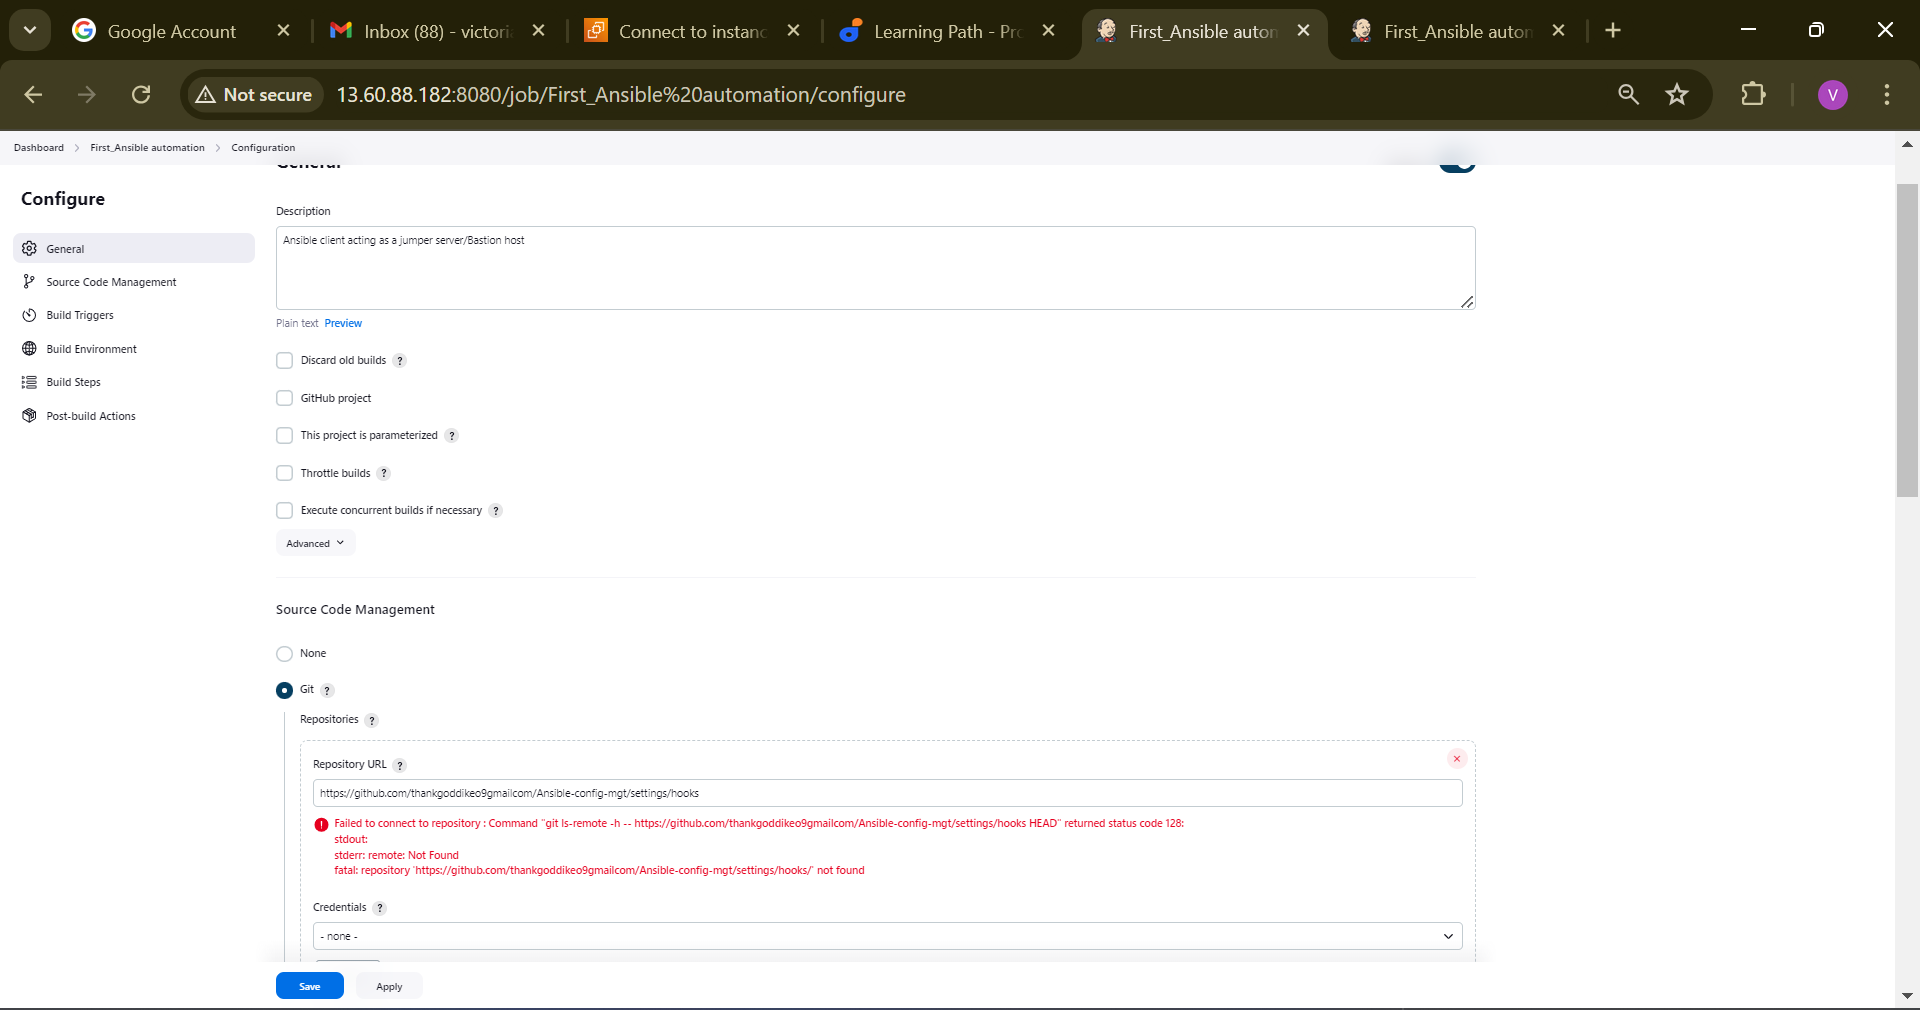 Google Account
Inbox (88) - victori
Connect to instanc
Learning Path - Pro
First_Ansible autom
First_Ansible autom
Not secure
13.60.88.182:8080/job/First_Ansible%20automation/configure
V
Dashboard > First_Ansible automation > Configuration
General
Configure
General
Source Code Management
Build Triggers
Build Environment
Build Steps
Post-build Actions
Description
Ansible client acting as a jumper server/Bastion host
Plain text Preview
Discard old builds ?
GitHub project
This project is parameterized ?
Throttle builds ?
Execute concurrent builds if necessary ?
Advanced
Source Code Management
None
Git ?
Repositories ?
Repository URL ?
https://github.com/thankgoddikeo9gmailcom/Ansible-config-mgt/settings/hooks
Failed to connect to repository : Command "git ls-remote -h -- https://github.com/thankgoddikeo9gmailcom/Ansible-config-mgt/settings/hooks HEAD" returned status code 128:
stdout:
stderr: remote: Not Found
fatal: repository 'https://github.com/thankgoddikeo9gmailcom/Ansible-config-mgt/settings/hooks/' not found
Credentials ?
- none -
Save
Apply